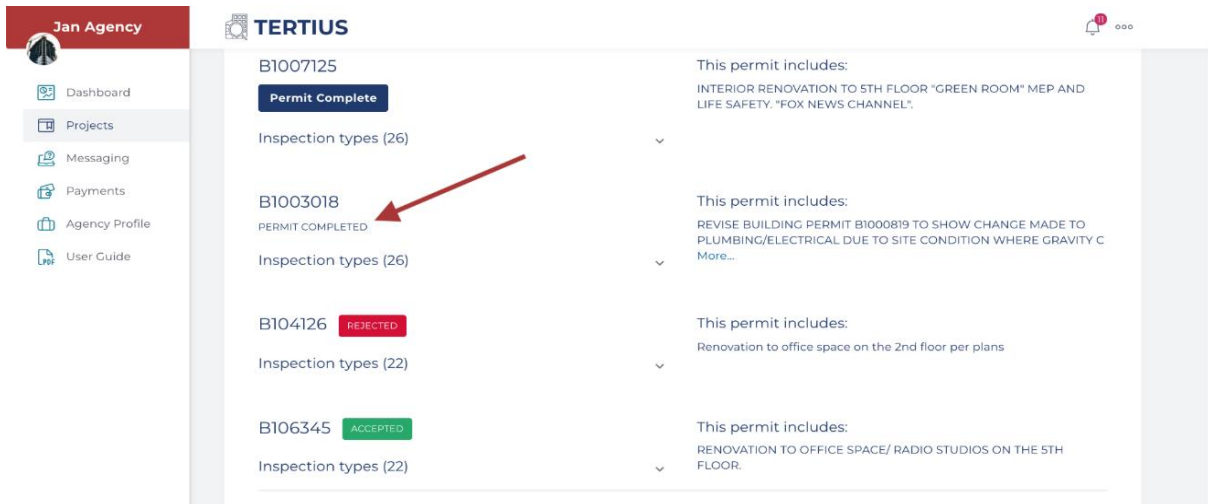 Jan Agency
TERTIUS
11
Dashboard
Projects
Messaging
Payments
Agency Profile
PDF
User Guide
B1007125
Permit Complete
Inspection types (26)
This permit includes:
INTERIOR RENOVATION TO 5TH FLOOR "GREEN ROOM" MEP AND
LIFE SAFETY. "FOX NEWS CHANNEL".
B1003018
PERMIT COMPLETED
Inspection types (26)
This permit includes:
REVISE BUILDING PERMIT B1000819 TO SHOW CHANGE MADE TO
PLUMBING/ELECTRICAL DUE TO SITE CONDITION WHERE GRAVITY C
More...
B104126 REJECTED
Inspection types (22)
This permit includes:
Renovation to office space on the 2nd floor per plans
B106345 ACCEPTED
Inspection types (22)
This permit includes:
RENOVATION TO OFFICE SPACE/ RADIO STUDIOS ON THE 5TH
FLOOR.